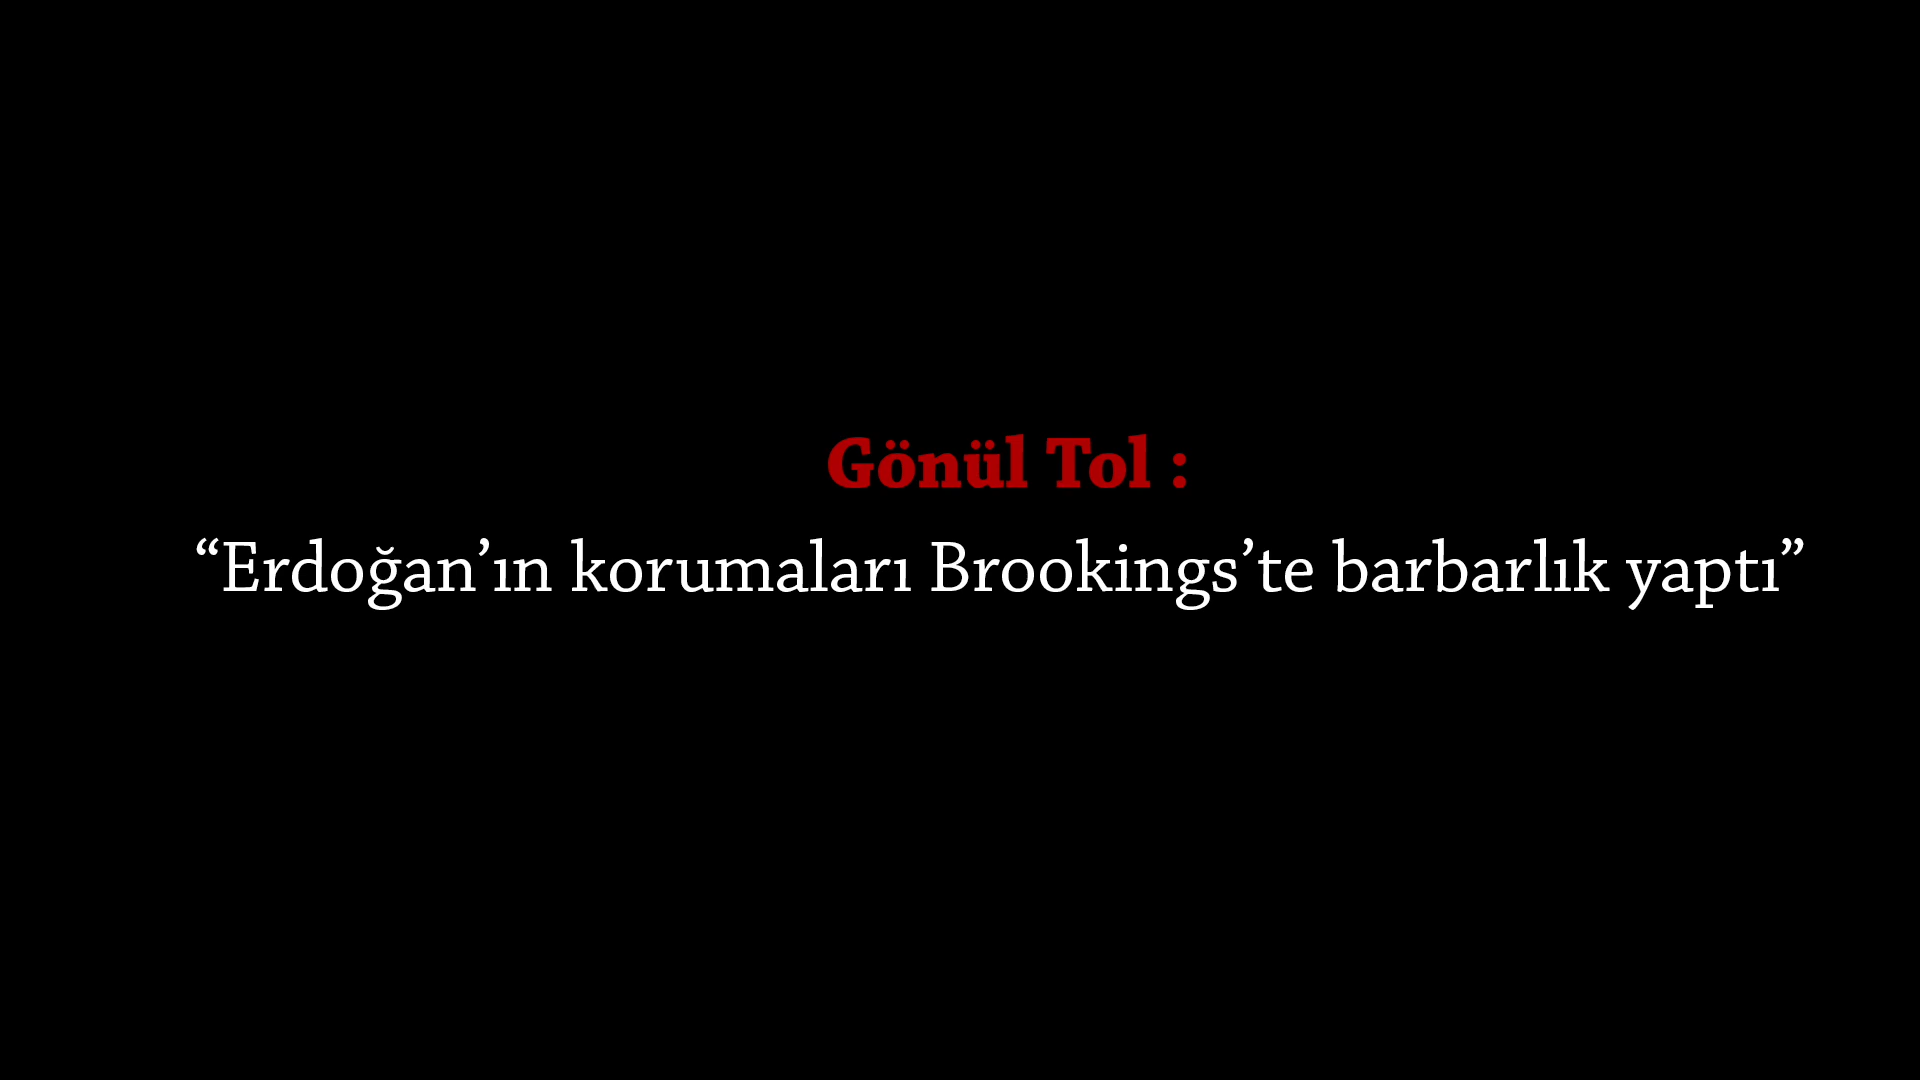 Gönül Tol :
“Erdoğan’ın korumaları Brookings’te barbarlık yaptı”